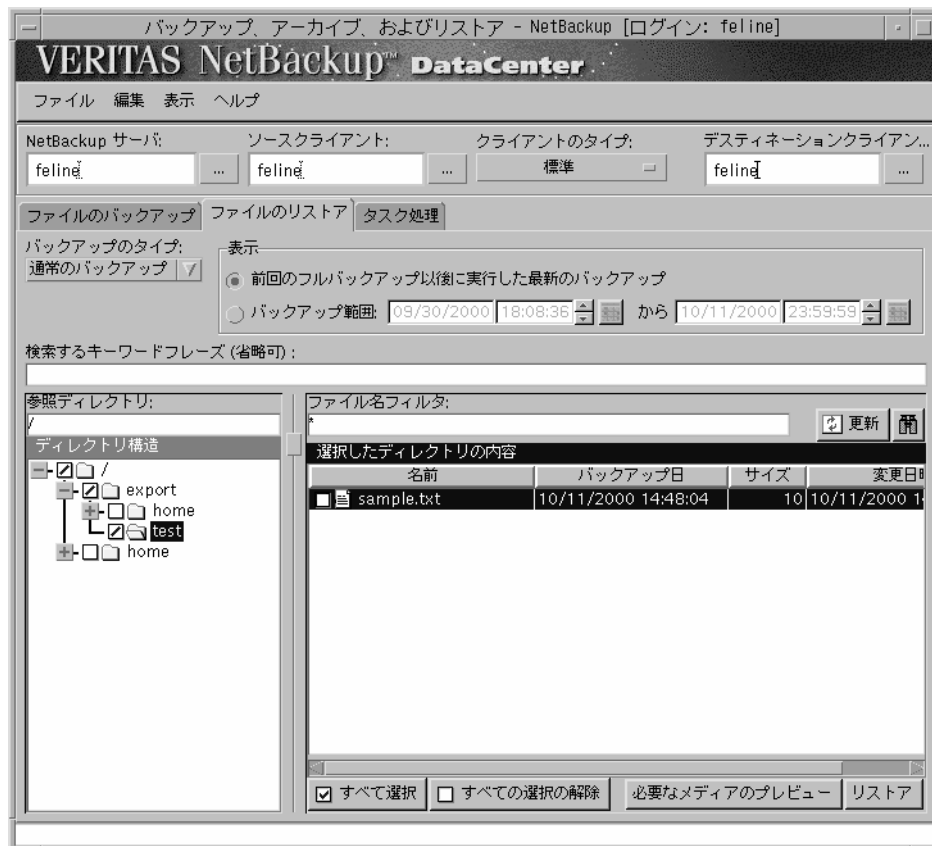 バックアップ、アーカイブ、およびリストア - NetBackup [ログイン: feline]
VERITAS NetBackup™ DataCenter
ファイル 編集 表示 ヘルプ
NetBackup サーバ: ソースクライアント: クライアントのタイプ: デスティネーションクライアン...
feline ... feline ... 標準 feline ...
ファイルのバックアップ ファイルのリストア タスク処理
バックアップのタイプ: 表示
通常のバックアップ 前回のフルバックアップ以後に実行した最新のバックアップ
バックアップ範囲: 09/30/2000 18:08:36 から 10/11/2000 23:59:59
検索するキーワードフレーズ (省略可) :
参照ディレクトリ: ファイル名フィルタ:
/ * 更新
ディレクトリ構造 選択したディレクトリの内容
/ 名前 バックアップ日 サイズ 変更日
export sample.txt 10/11/2000 14:48:04 10 10/11/2000
home
test
home
すべて選択 すべての選択の解除 必要なメディアのプレビュー リストア